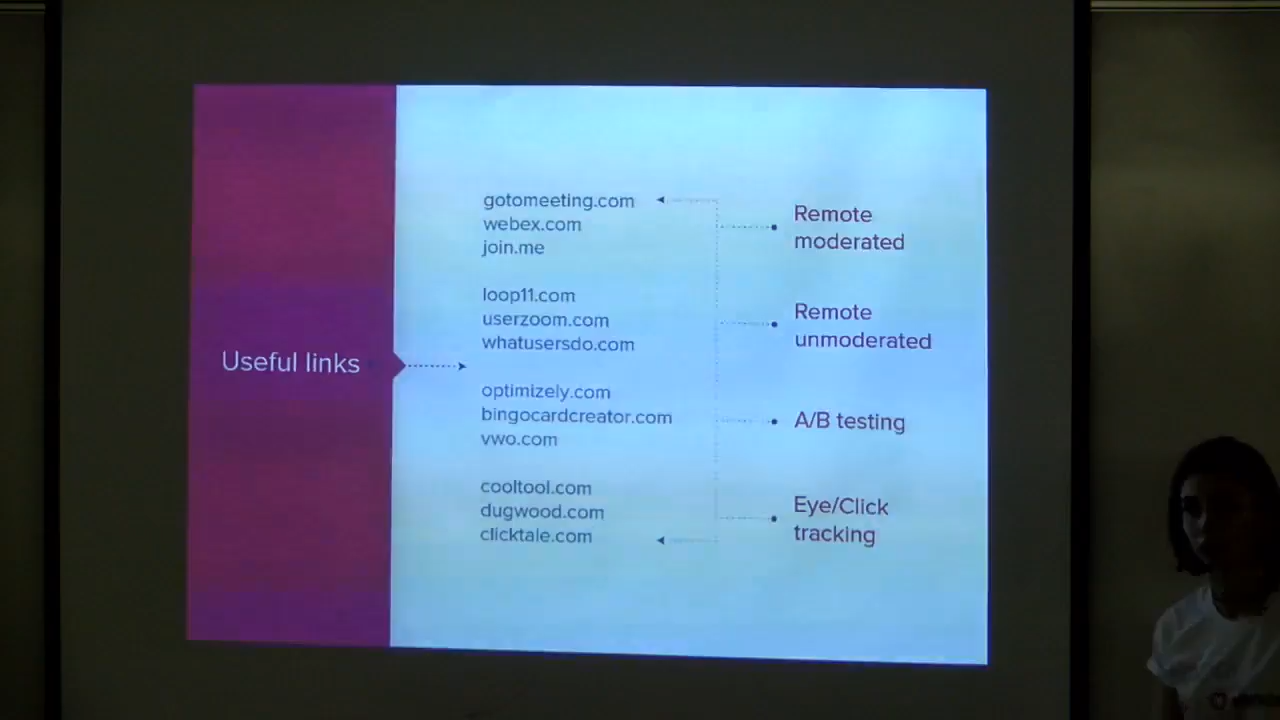 Useful links
gotomeeting.com
webex.com
join.me
Remote
moderated
loop11.com
userzoom.com
whatusersdo.com
Remote
unmoderated
optimizely.com
bingocardcreator.com
vwo.com
A/B testing
cooltool.com
dugwood.com
clicktale.com
Eye/Click
tracking